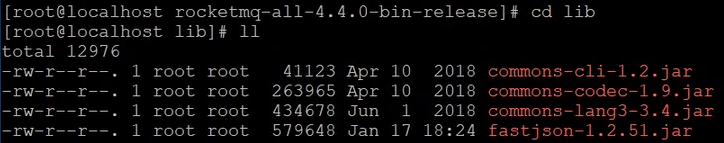 [root@localhost rocketmq-all-4.4.0-bin-release]# cd lib
[root@localhost lib]# ll
total 12976
-rw-r--r--. 1 root root   41123 Apr 10  2018 commons-cli-1.2.jar
-rw-r--r--. 1 root root  263965 Apr 10  2018 commons-codec-1.9.jar
-rw-r--r--. 1 root root  434678 Jun  1  2018 commons-lang3-3.4.jar
-rw-r--r--. 1 root root  579648 Jan 17 18:24 fastjson-1.2.51.jar